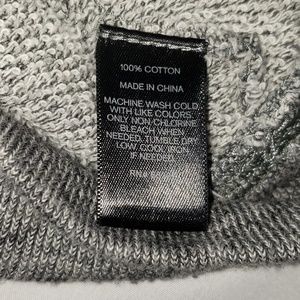 100% COTTON
MADE IN CHINA
MACHINE WASH COLD,
WITH LIKE COLORS.
ONLY NON-CHLORINE
BLEACH WHEN
NEEDED. TUMBLE DRY
LOW, COOL IRON
IF NEEDED.
RN#